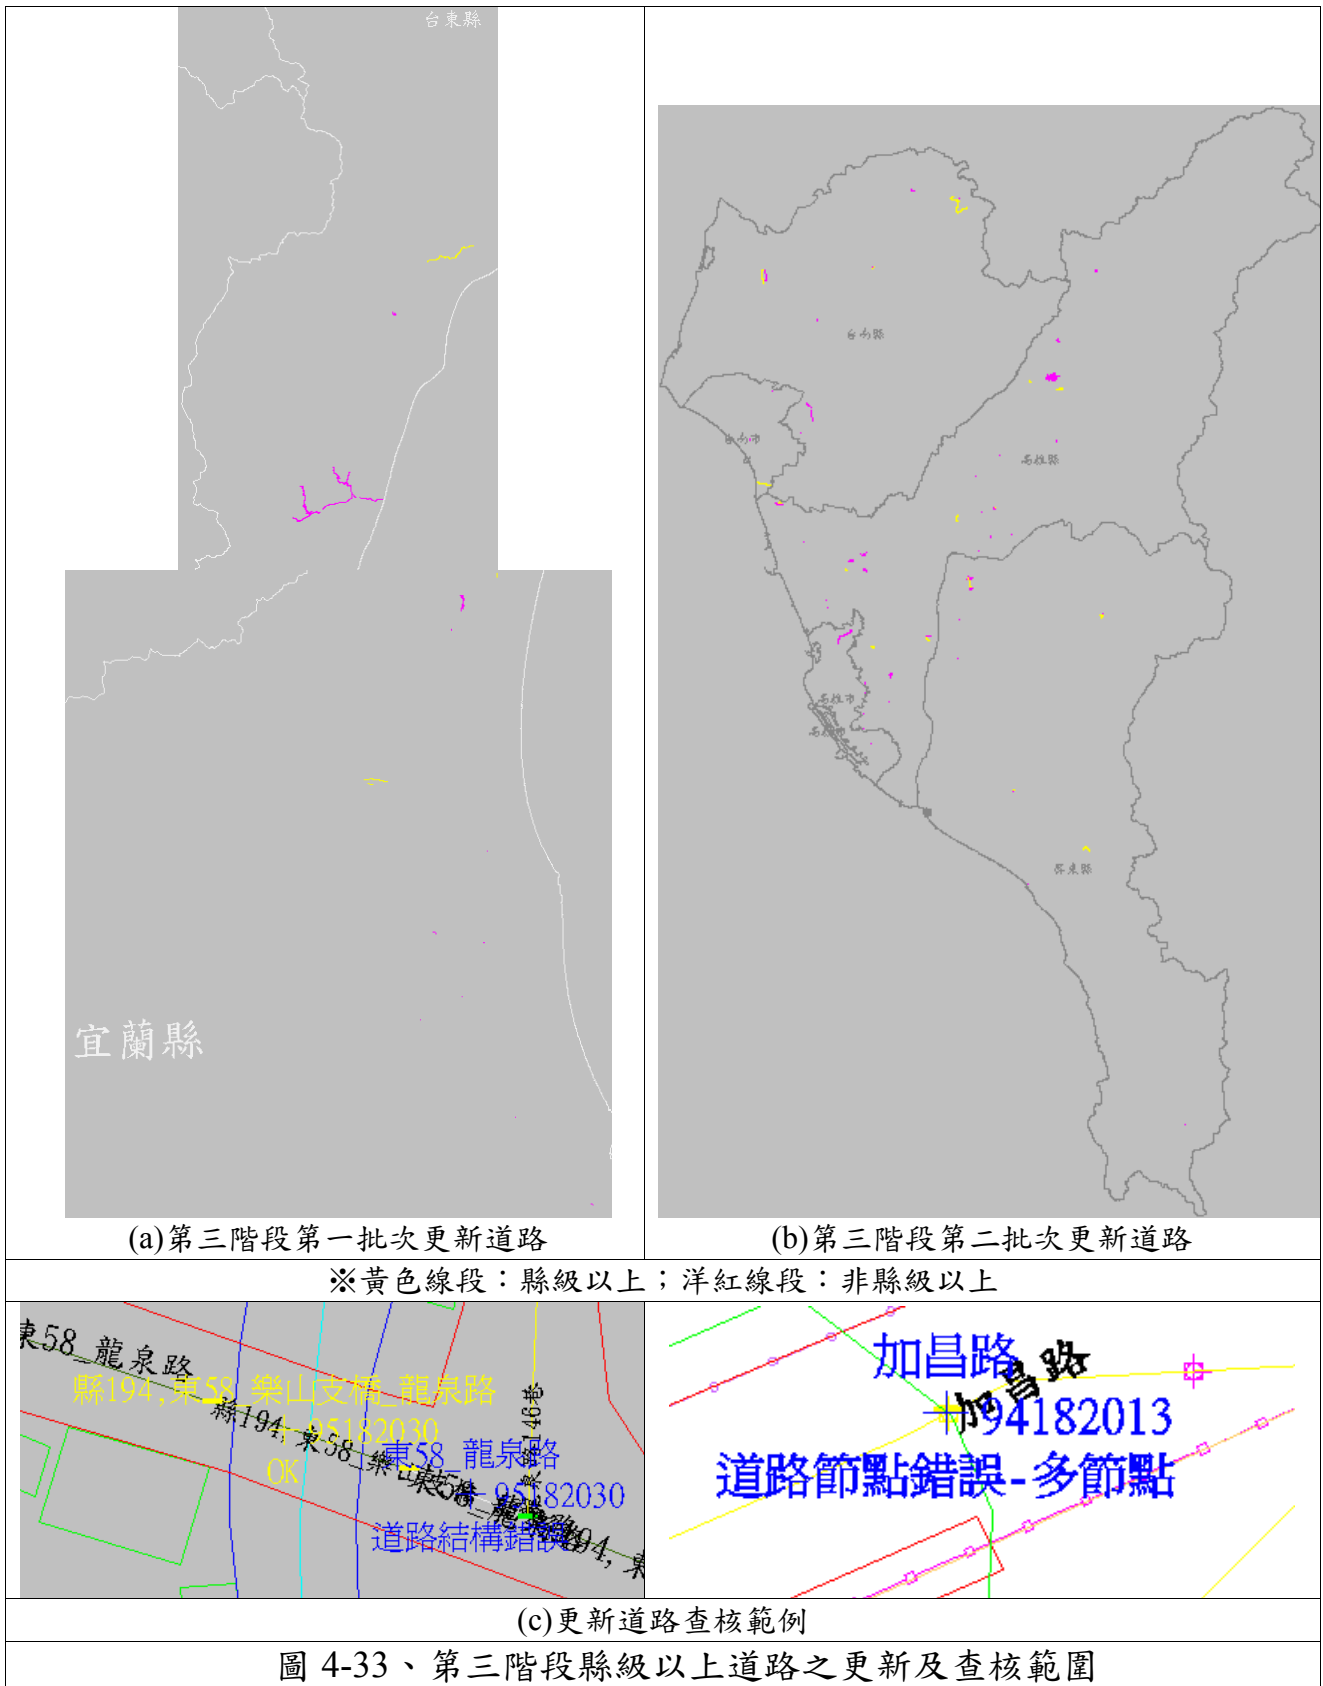 台東縣
台南縣
台南市
高雄縣
高雄市
高雄市
屏東縣
宜蘭縣
(a)第三階段第一批次更新道路
(b)第三階段第二批次更新道路
※黃色線段：縣級以上；洋紅線段：非縣級以上
東58_龍泉路
縣194,東58_樂山支橋_龍泉路
95182030
OK
東58_龍泉路
95182030
道路結構錯誤
加昌路
加昌路
94182013
道路節點錯誤-多節點
(c)更新道路查核範例
圖 4-33、第三階段縣級以上道路之更新及查核範圍